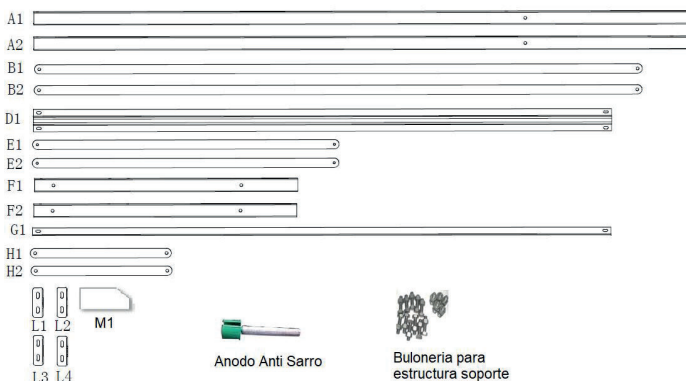 A1
A2
B1
B2
D1
E1
E2
F1
F2
G1
H1
H2
L1 L2 M1
Anodo Anti Sarro
Buloneria para
estructura soporte
L3 L4